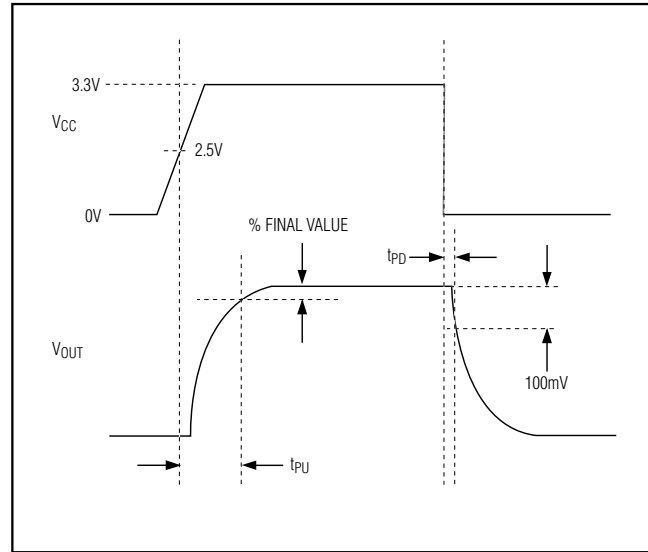 3.3V
VCC
2.5V
0V
% FINAL VALUE
tPD
VOUT
100mV
tPU